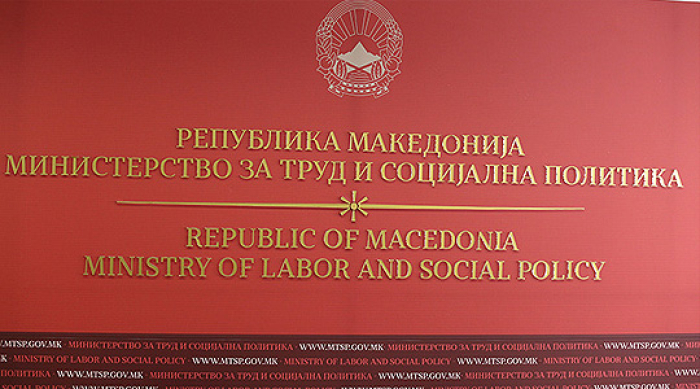 РЕПУБЛИКА МАКЕДОНИЈА
МИНИСТЕРСТВО ЗА ТРУД И СОЦИЈАЛНА ПОЛИТИКА
REPUBLIC OF MACEDONIA
MINISTRY OF LABOR AND SOCIAL POLICY
WWW.MTSP.GOV.MK - МИНИСТЕРСТВО ЗА ТРУД И СОЦИЈАЛНА ПОЛИТИКА - WWW.MTSP.GOV.MK - МИНИСТЕРСТВО ЗА ТРУД И СОЦИЈАЛНА ПОЛИТИКА
MK - MINISTRY OF LABOR AND SOCIAL POLICY - WWW.MTSP.GOV.MK - MINISTRY OF LABOR AND SOCIAL POLICY - WWW.MTSP.GOV.MK
ПОЛИТИКА - WWW.MTSP.GOV.MK - МИНИСТЕРСТВО ЗА ТРУД И СОЦИЈАЛНА ПОЛИТИКА - WWW.MTSP.GOV.MK
SOCIAL POLICY - WWW.MTSP.GOV.MK - MINISTRY OF LABOR AND SOCIAL POLICY - WWW.MTSP.GOV.MK